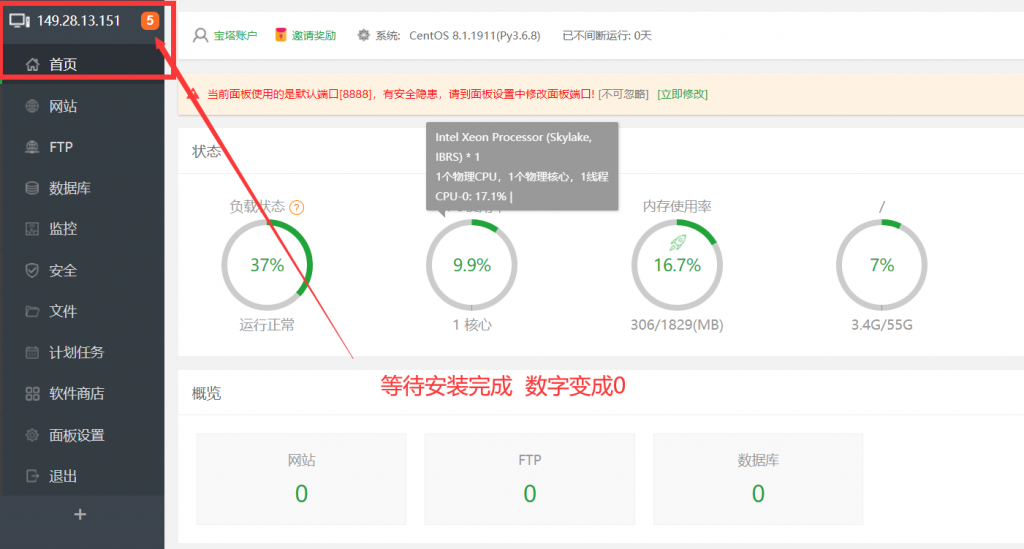 149.28.13.151 5
首页
网站
FTP
数据库
监控
安全
文件
计划任务
软件商店
面板设置
退出
+
宝塔账户 邀请奖励 系统: CentOS 8.1.1911(Py3.6.8) 已不间断运行: 0天
当前面板使用的是默认端口[8888]，有安全隐患，请到面板设置中修改面板端口! [不可忽略] [立即修改]
状态
Intel Xeon Processor (Skylake,
IBRS) * 1
1个物理CPU，1个物理核心，1线程
CPU-0: 17.1% |
负载状态 ?
37%
运行正常
9.9%
1 核心
内存使用率
16.7%
306/1829(MB)
/
7%
3.4G/55G
等待安装完成 数字变成0
概览
网站
0
FTP
0
数据库
0